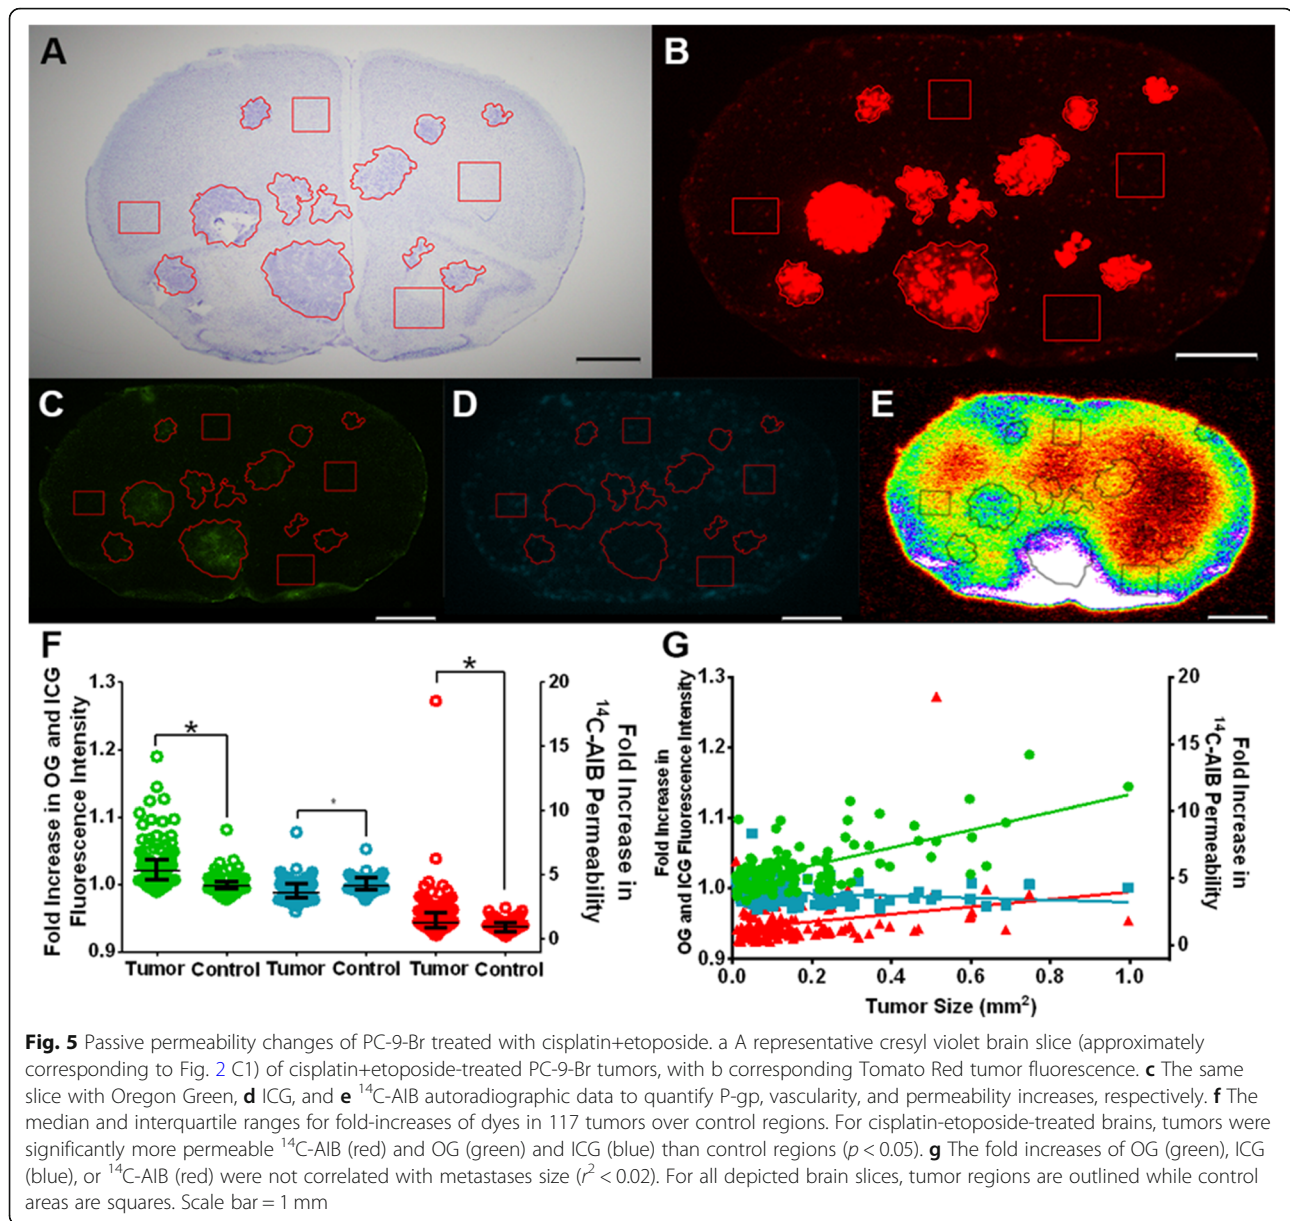 A
B
C
D
E
F
G
Fold Increase in OG and ICG
Fluorescence Intensity
1.3
1.2
1.1
1.0
0.9
*
*
*
20
15
10
5
0
Fold Increase in
14C-AIB Permeability
Tumor Control Tumor Control Tumor Control
Fold Increase in
OG and ICG Fluorescence Intensity
1.3
1.2
1.1
1.0
0.9
20
15
10
5
0
Fold Increase in
14C-AIB Permeability
0.0 0.2 0.4 0.6 0.8 1.0
Tumor Size (mm²)
Fig. 5 Passive permeability changes of PC-9-Br treated with cisplatin+etoposide. a A representative cresyl violet brain slice (approximately
corresponding to Fig. 2 C1) of cisplatin+etoposide-treated PC-9-Br tumors, with b corresponding Tomato Red tumor fluorescence. c The same
slice with Oregon Green, d ICG, and e ¹⁴C-AIB autoradiographic data to quantify P-gp, vascularity, and permeability increases, respectively. f The
median and interquartile ranges for fold-increases of dyes in 117 tumors over control regions. For cisplatin-etoposide-treated brains, tumors were
significantly more permeable ¹⁴C-AIB (red) and OG (green) and ICG (blue) than control regions (p < 0.05). g The fold increases of OG (green), ICG
(blue), or ¹⁴C-AIB (red) were not correlated with metastases size (r² < 0.02). For all depicted brain slices, tumor regions are outlined while control
areas are squares. Scale bar = 1 mm